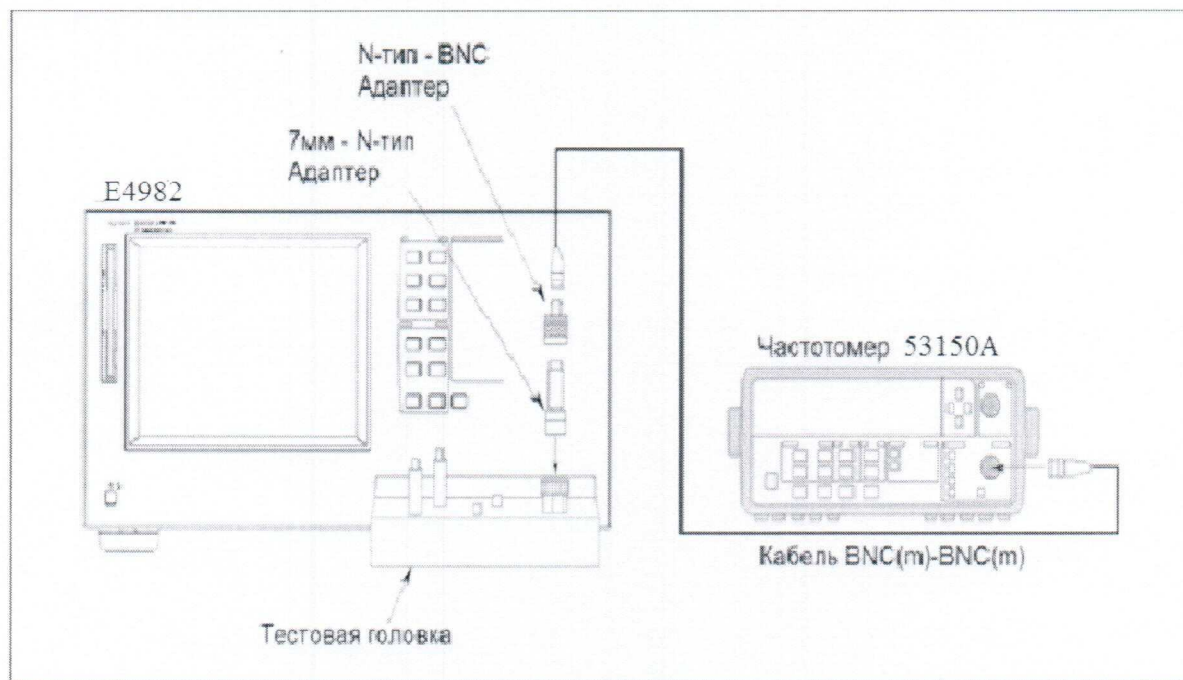 N-тип - BNC
Адаптер
7мм - N-тип
Адаптер
E4982
Частотомер 53150A
Кабель BNC(m)-BNC(m)
Тестовая головка